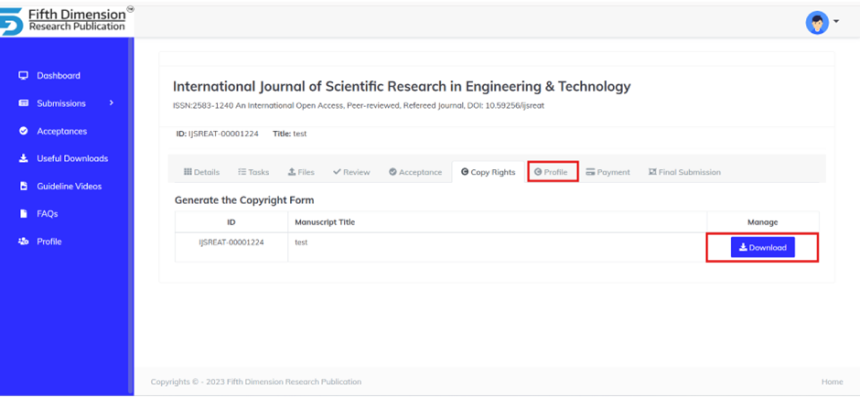 Fifth Dimension
Research Publication
Dashboard
Submissions >
Acceptances
Useful Downloads
Guideline Videos
FAQs
Profile
International Journal of Scientific Research in Engineering & Technology
ISSN:2583-1240 An International Open Access, Peer-reviewed, Refereed Journal, DOI: 10.59256/ijsreat
ID: IJSREAT-00001224 Title: test
Details Tasks Files Review Acceptance Copy Rights Profile Payment Final Submission
Generate the Copyright Form
ID Manuscript Title Manage
IJSREAT-00001224 test Download
Copyrights © - 2023 Fifth Dimension Research Publication Home